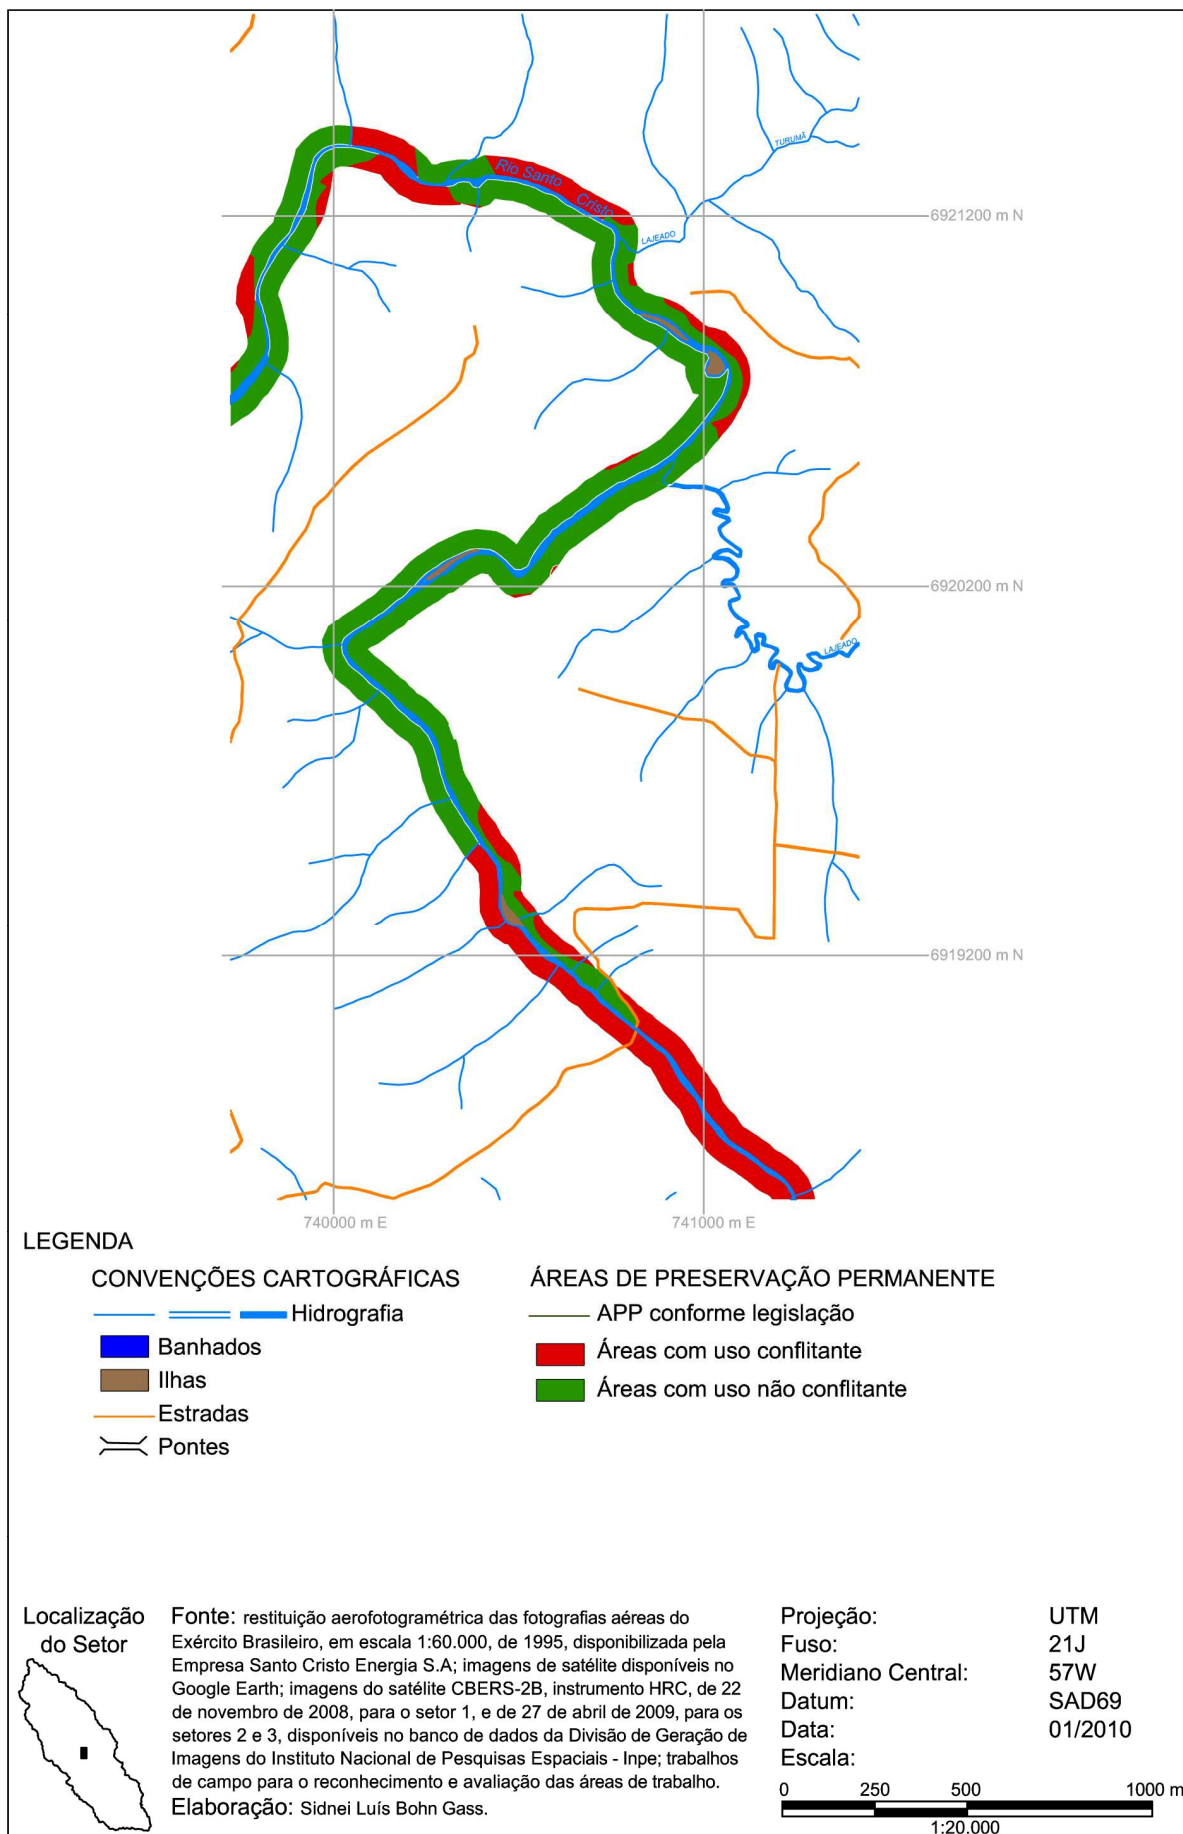 TURUMÃ
Rio Santo
Cristo
6921200 m N
LAJEADO
6920200 m N
LAJEADO
6919200 m N
740000 m E
741000 m E
LEGENDA
CONVENÇÕES CARTOGRÁFICAS
Hidrografia
Banhados
Ilhas
Estradas
Pontes
ÁREAS DE PRESERVAÇÃO PERMANENTE
APP conforme legislação
Áreas com uso conflitante
Áreas com uso não conflitante
Localização
do Setor
Fonte: restituição aerofotogramétrica das fotografias aéreas do
Exército Brasileiro, em escala 1:60.000, de 1995, disponibilizada pela
Empresa Santo Cristo Energia S.A; imagens de satélite disponíveis no
Google Earth; imagens do satélite CBERS-2B, instrumento HRC, de 22
de novembro de 2008, para o setor 1, e de 27 de abril de 2009, para os
setores 2 e 3, disponíveis no banco de dados da Divisão de Geração de
Imagens do Instituto Nacional de Pesquisas Espaciais - Inpe; trabalhos
de campo para o reconhecimento e avaliação das áreas de trabalho.
Elaboração: Sidnei Luís Bohn Gass.
Projeção: UTM
Fuso: 21J
Meridiano Central: 57W
Datum: SAD69
Data: 01/2010
Escala:
0 250 500 1000 m
1:20.000